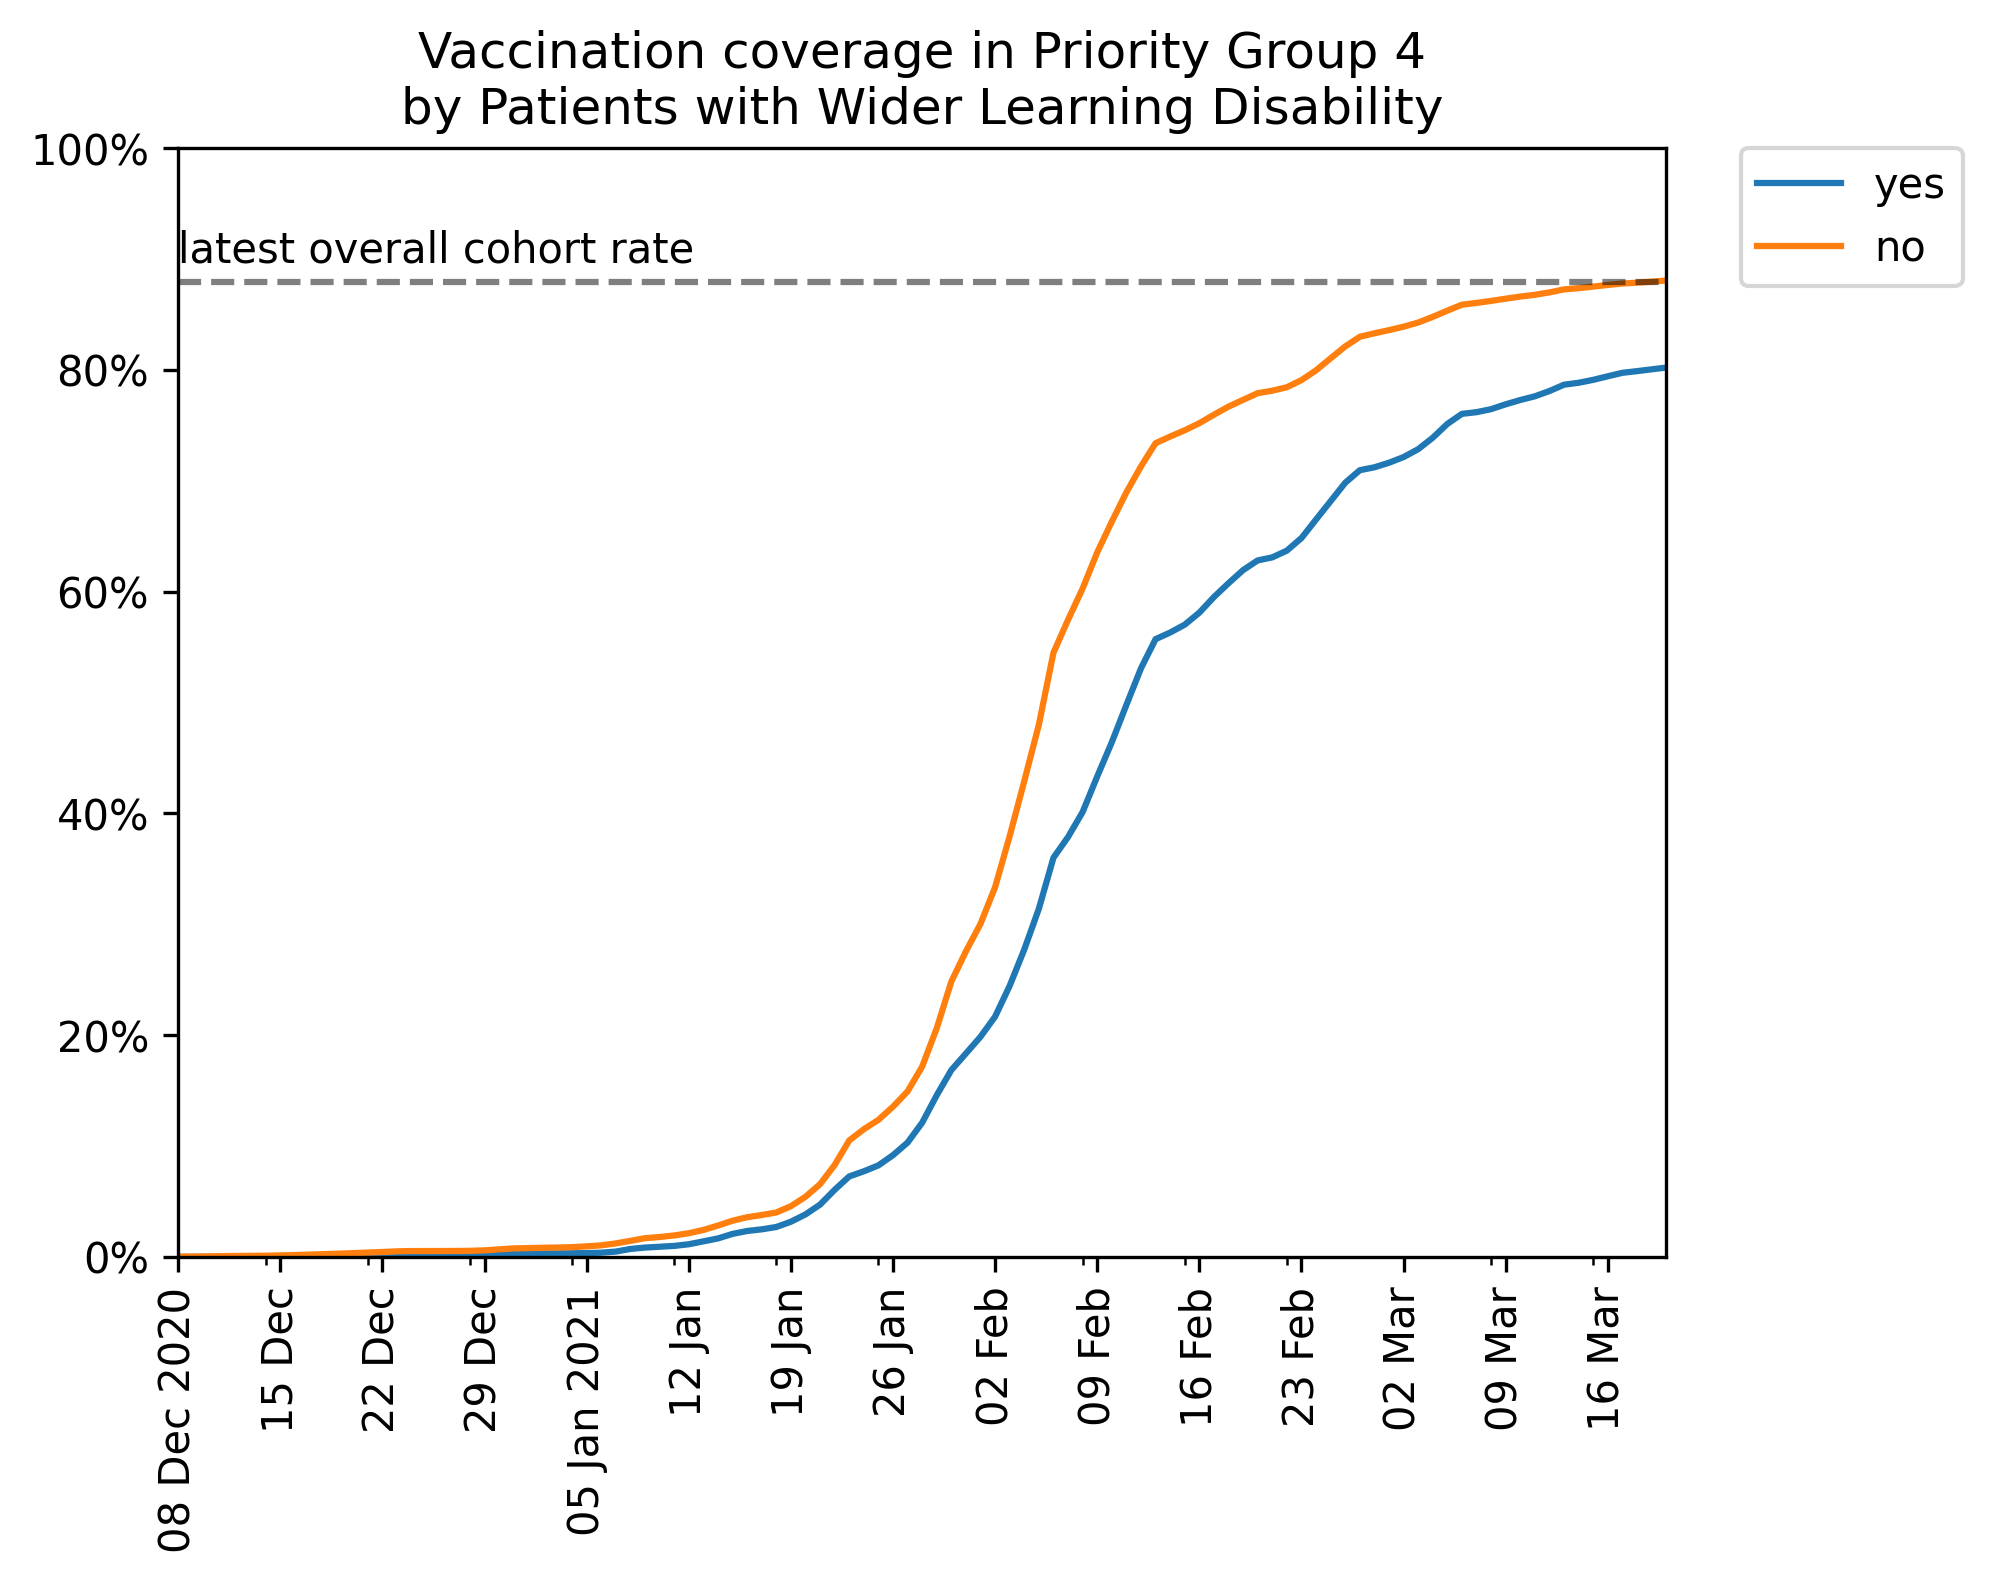 Vaccination coverage in Priority Group 4
by Patients with Wider Learning Disability
100%
80%
60%
40%
20%
0%
latest overall cohort rate
yes
no
08 Dec 2020
15 Dec
22 Dec
29 Dec
05 Jan 2021
12 Jan
19 Jan
26 Jan
02 Feb
09 Feb
16 Feb
23 Feb
02 Mar
09 Mar
16 Mar